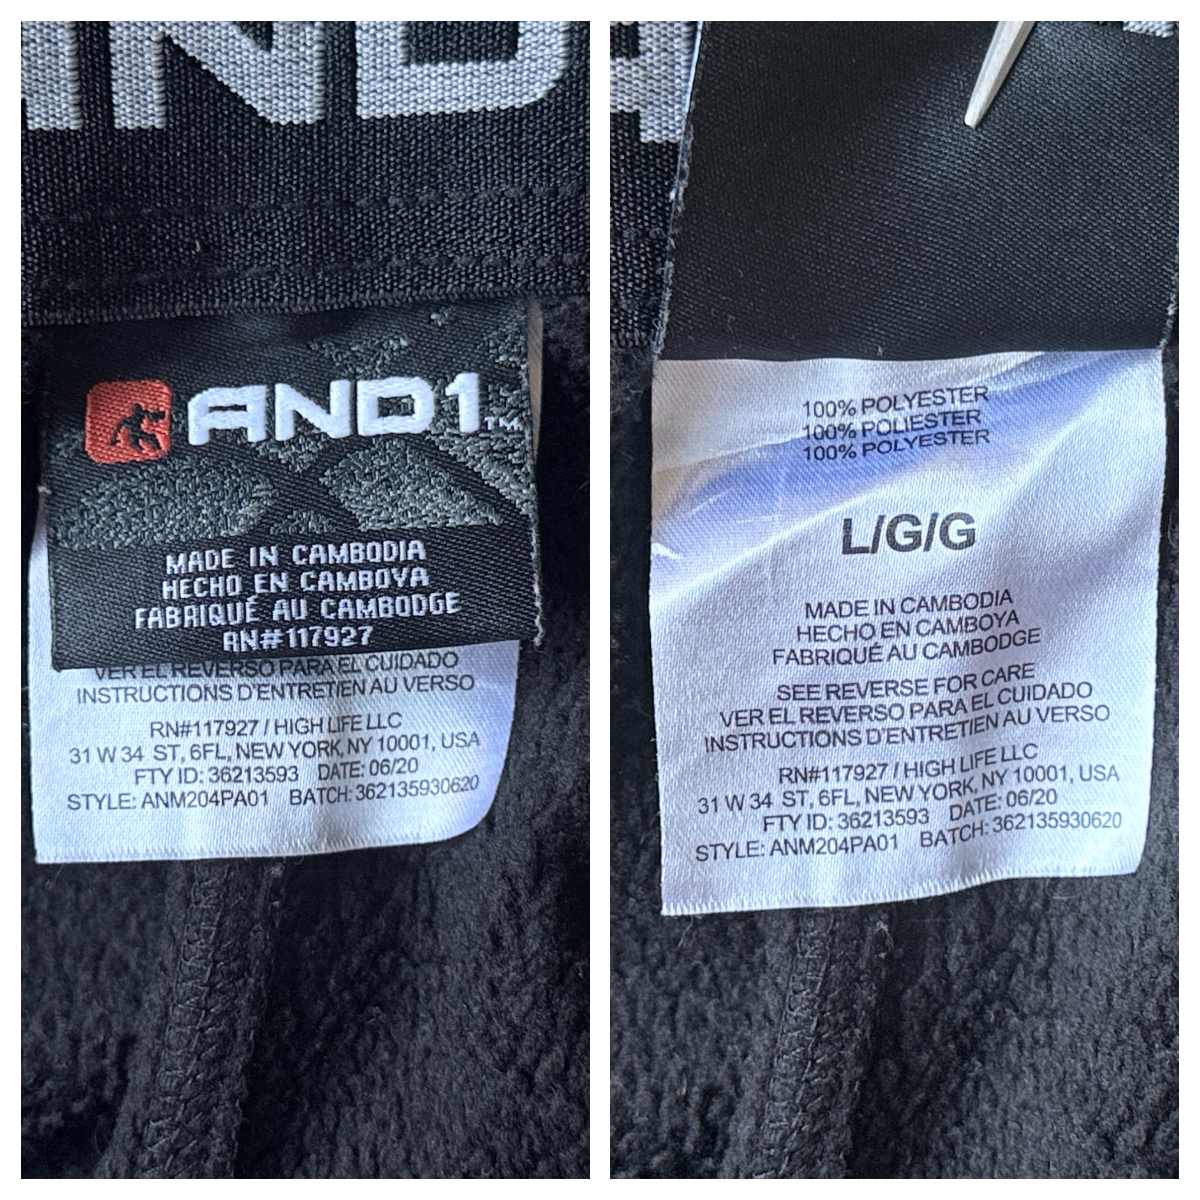 AND
AND1™
MADE IN CAMBODIA
HECHO EN CAMBOYA
FABRIQUÉ AU CAMBODGE
RN#117927
VER EL REVERSO PARA EL CUIDADO
INSTRUCTIONS D'ENTRETIEN AU VERSO
RN#117927 / HIGH LIFE LLC
31 W 34 ST, 6FL, NEW YORK, NY 10001, USA
FTY ID: 36213593 DATE: 06/20
STYLE: ANM204PA01 BATCH: 362135930620
100% POLYESTER
100% POLIESTER
100% POLYESTER
L/G/G
MADE IN CAMBODIA
HECHO EN CAMBOYA
FABRIQUÉ AU CAMBODGE
SEE REVERSE FOR CARE
VER EL REVERSO PARA EL CUIDADO
INSTRUCTIONS D'ENTRETIEN AU VERSO
RN#117927 / HIGH LIFE LLC
31 W 34 ST, 6FL, NEW YORK, NY 10001, USA
FTY ID: 36213593 DATE: 06/20
STYLE: ANM204PA01 BATCH: 362135930620